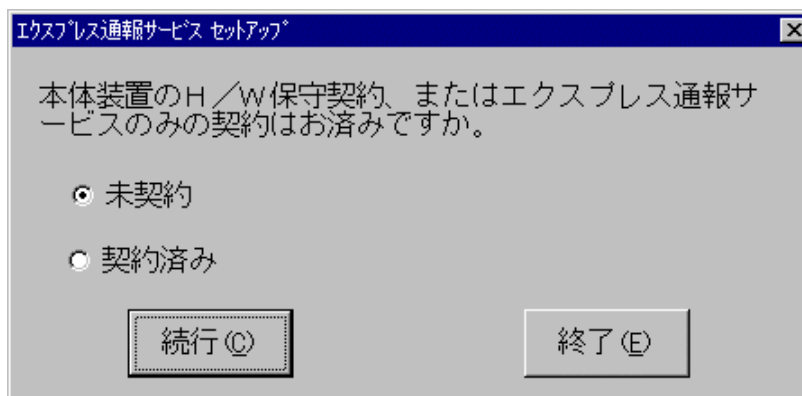 ｴｸｽﾌﾟﾚｽ通報ｻｰﾋﾞｽ ｾｯﾄｱｯﾌﾟ
本体装置のＨ／Ｗ保守契約、またはエクスプレス通報サ
ービスのみの契約はお済みですか。
未契約
契約済み
続行(C) 終了(E)